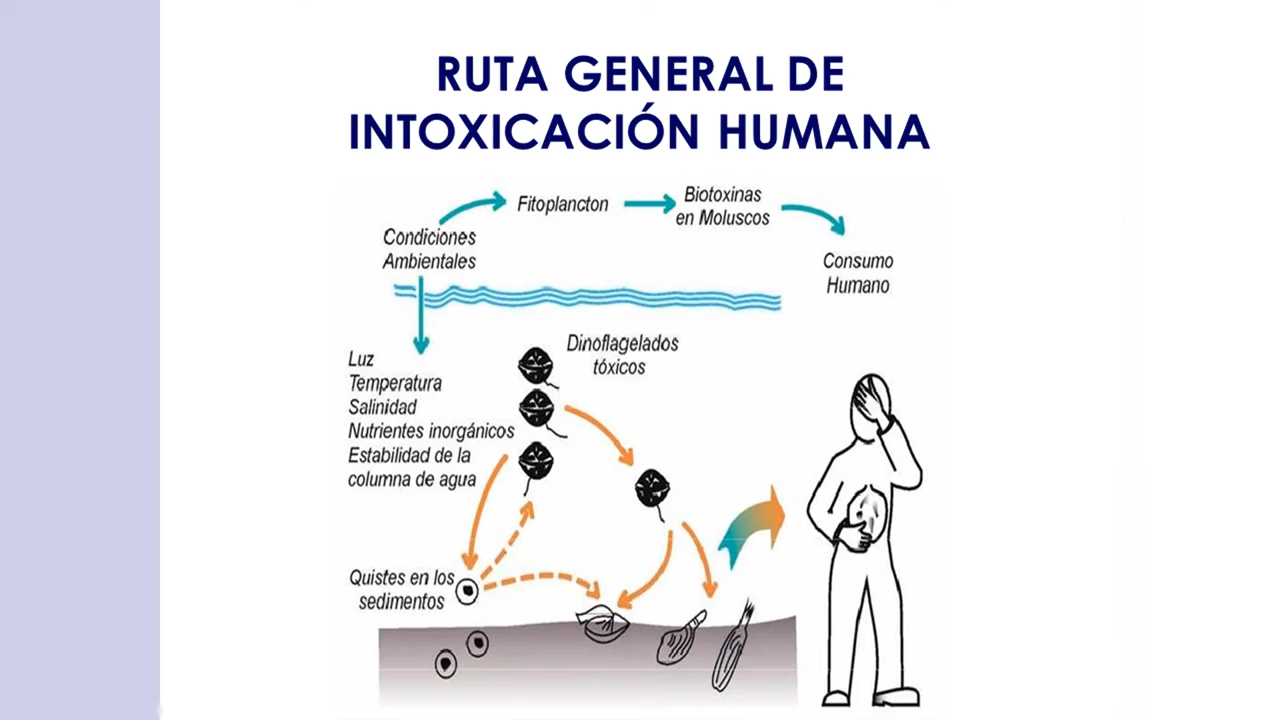 RUTA GENERAL DE
INTOXICACIÓN HUMANA
Fitoplancton
Biotoxinas
en Moluscos
Condiciones
Ambientales
Consumo
Humano
Dinoflagelados
tóxicos
Luz
Temperatura
Salinidad
Nutrientes inorgánicos
Estabilidad de la
columna de agua
Quistes en los
sedimentos